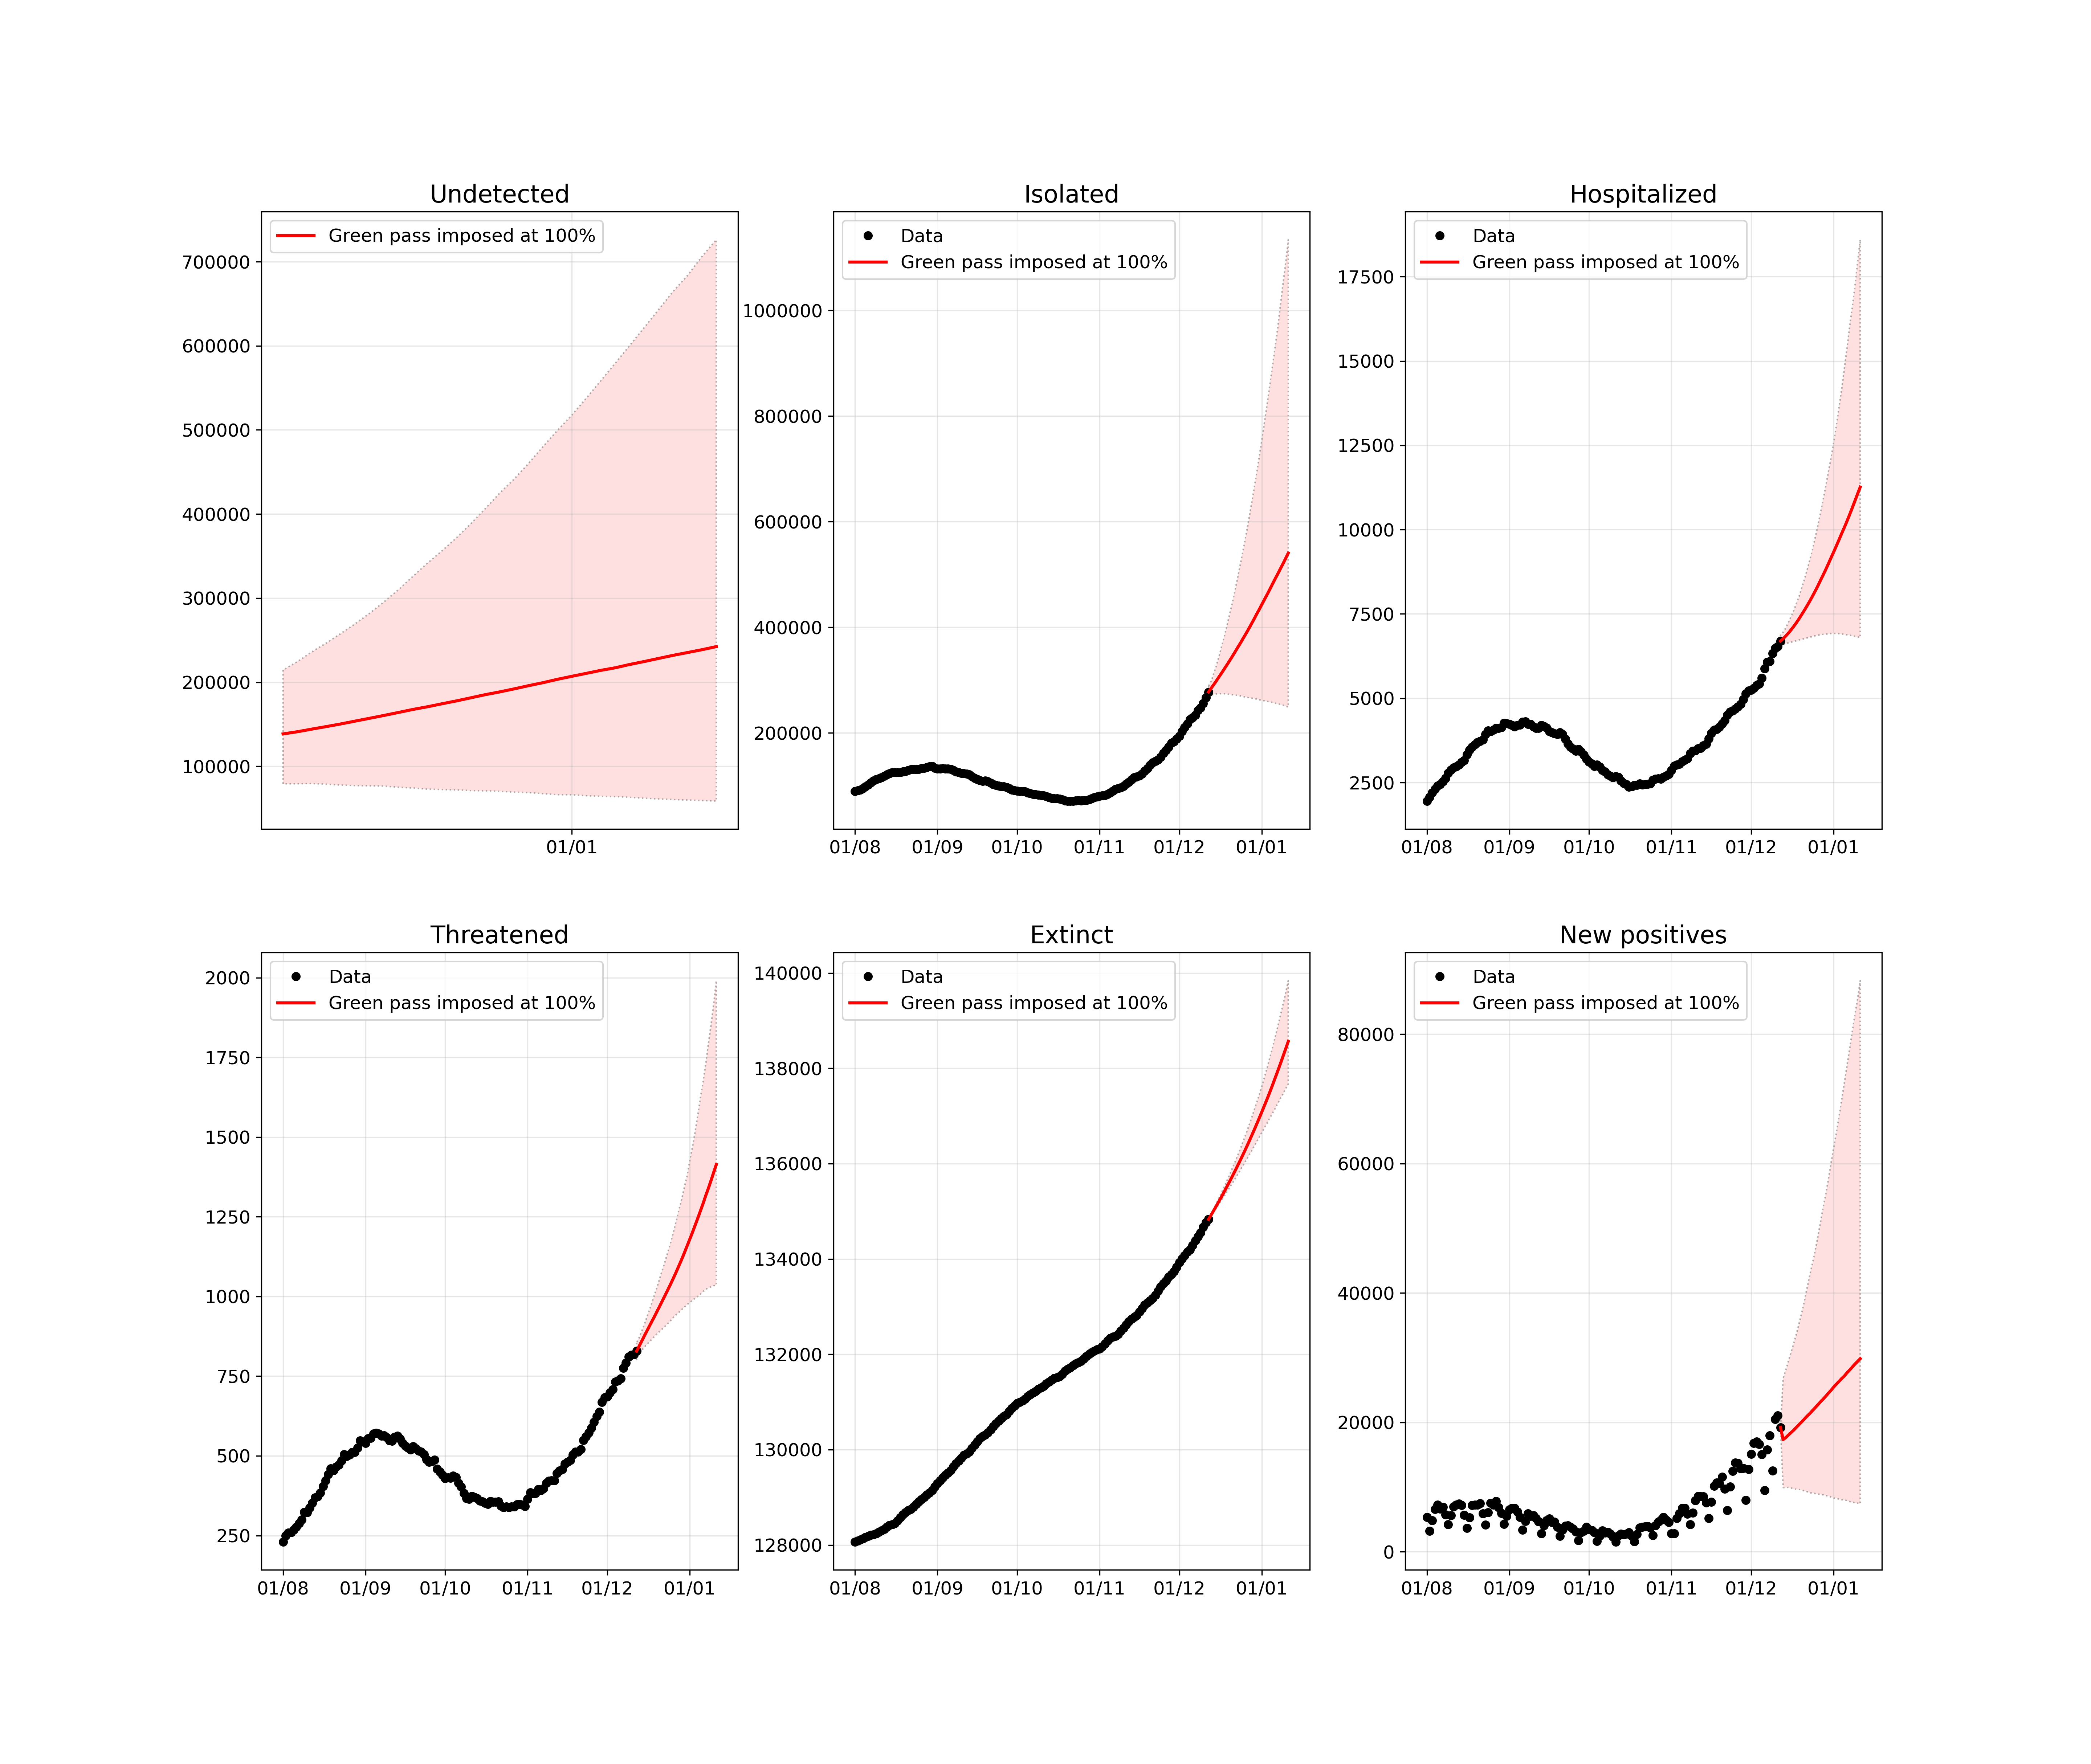 Undetected
Green pass imposed at 100%
700000
600000
500000
400000
300000
200000
100000
01/01
Isolated
Data
Green pass imposed at 100%
1000000
800000
600000
400000
200000
01/08 01/09 01/10 01/11 01/12 01/01
Hospitalized
Data
Green pass imposed at 100%
17500
15000
12500
10000
7500
5000
2500
01/08 01/09 01/10 01/11 01/12 01/01
Threatened
Data
Green pass imposed at 100%
2000
1750
1500
1250
1000
750
500
250
01/08 01/09 01/10 01/11 01/12 01/01
Extinct
Data
Green pass imposed at 100%
140000
138000
136000
134000
132000
130000
128000
01/08 01/09 01/10 01/11 01/12 01/01
New positives
Data
Green pass imposed at 100%
80000
60000
40000
20000
0
01/08 01/09 01/10 01/11 01/12 01/01